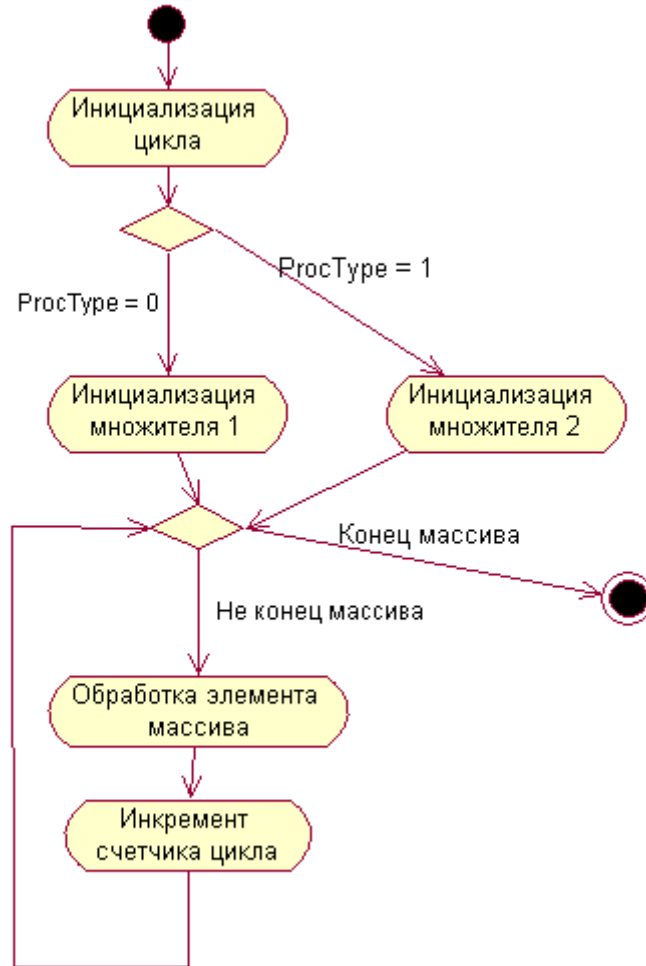 Инициализация
цикла
ProcType = 1
ProcType = 0
Инициализация
множителя 1
Инициализация
множителя 2
Конец массива
Не конец массива
Обработка элемента
массива
Инкремент
счетчика цикла